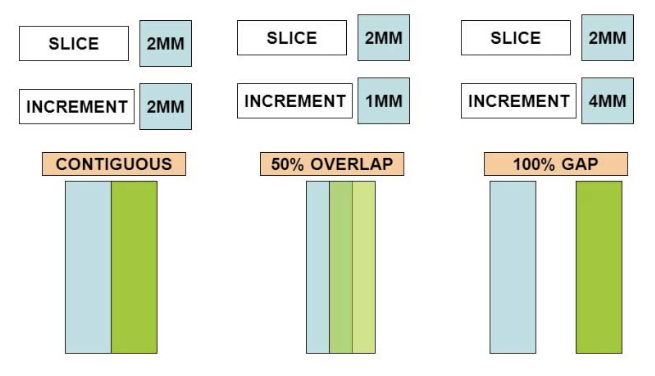 SLICE 2MM
INCREMENT 2MM
CONTIGUOUS
SLICE 2MM
INCREMENT 1MM
50% OVERLAP
SLICE 2MM
INCREMENT 4MM
100% GAP